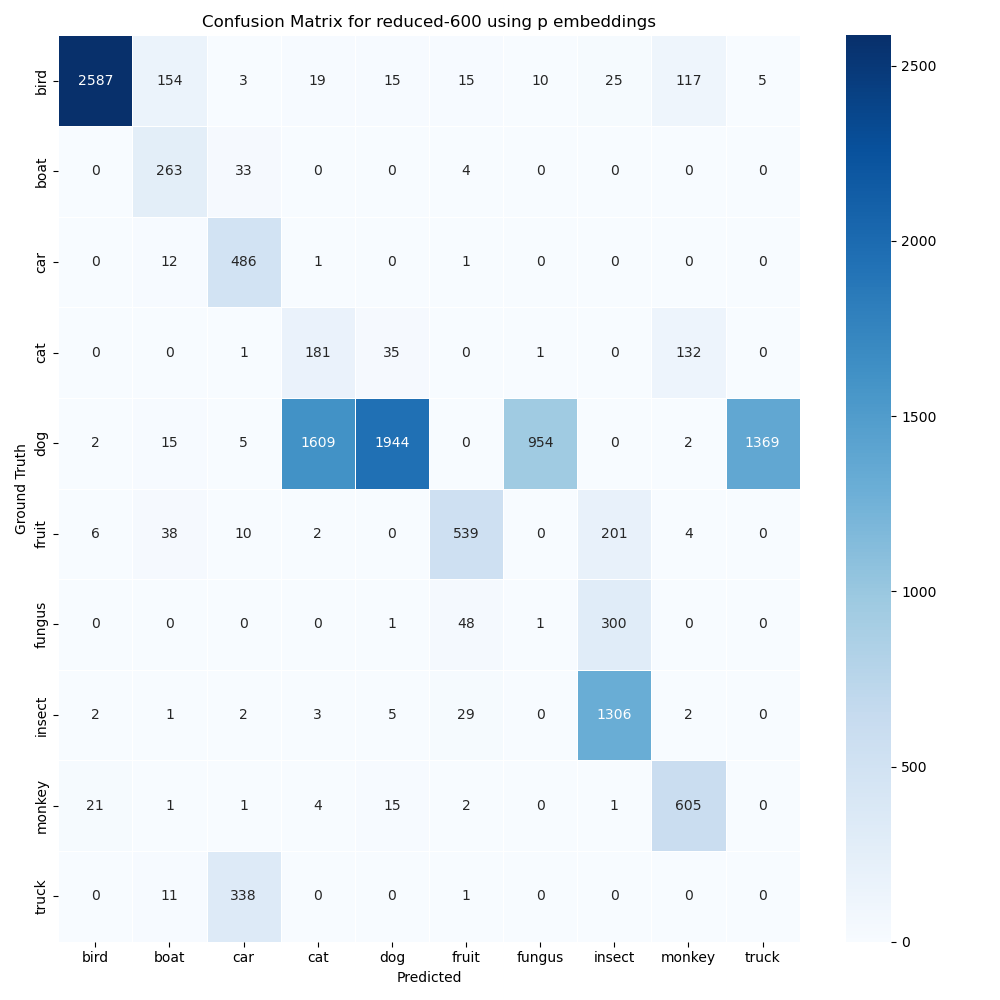 Confusion Matrix for reduced-600 using p embeddings
bird 2587 154 3 19 15 15 10 25 117 5
boat 0 263 33 0 0 4 0 0 0 0
car 0 12 486 1 0 1 0 0 0 0
cat 0 0 1 181 35 0 1 0 132 0
dog 2 15 5 1609 1944 0 954 0 2 1369
fruit 6 38 10 2 0 539 0 201 4 0
fungus 0 0 0 0 1 48 1 300 0 0
insect 2 1 2 3 5 29 0 1306 2 0
monkey 21 1 1 4 15 2 0 1 605 0
truck 0 11 338 0 0 1 0 0 0 0
bird boat car cat dog fruit fungus insect monkey truck
Predicted
Ground Truth
2500
2000
1500
1000
500
0